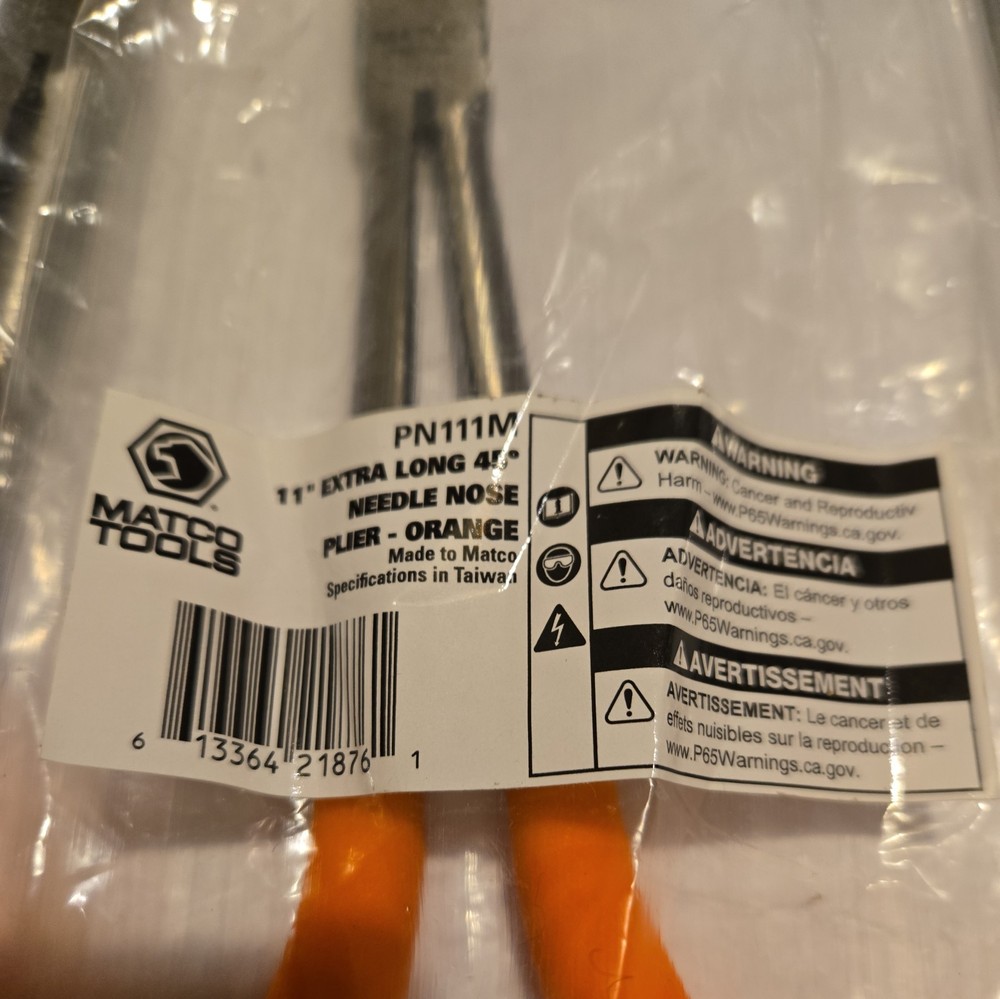 MATCO
TOOLS
PN111M
11" EXTRA LONG 45°
NEEDLE NOSE
PLIER - ORANGE
Made to Matco
Specifications in Taiwan
6 13364 21876 1
WARNING
WARNING: Cancer and Reproductiv
Harm – www.P65Warnings.ca.gov.
ADVERTENCIA
ADVERTENCIA: El cáncer y otros
daños reproductivos –
www.P65Warnings.ca.gov.
AVERTISSEMENT
AVERTISSEMENT: Le cancer et de
effets nuisibles sur la reproduction –
www.P65Warnings.ca.gov.